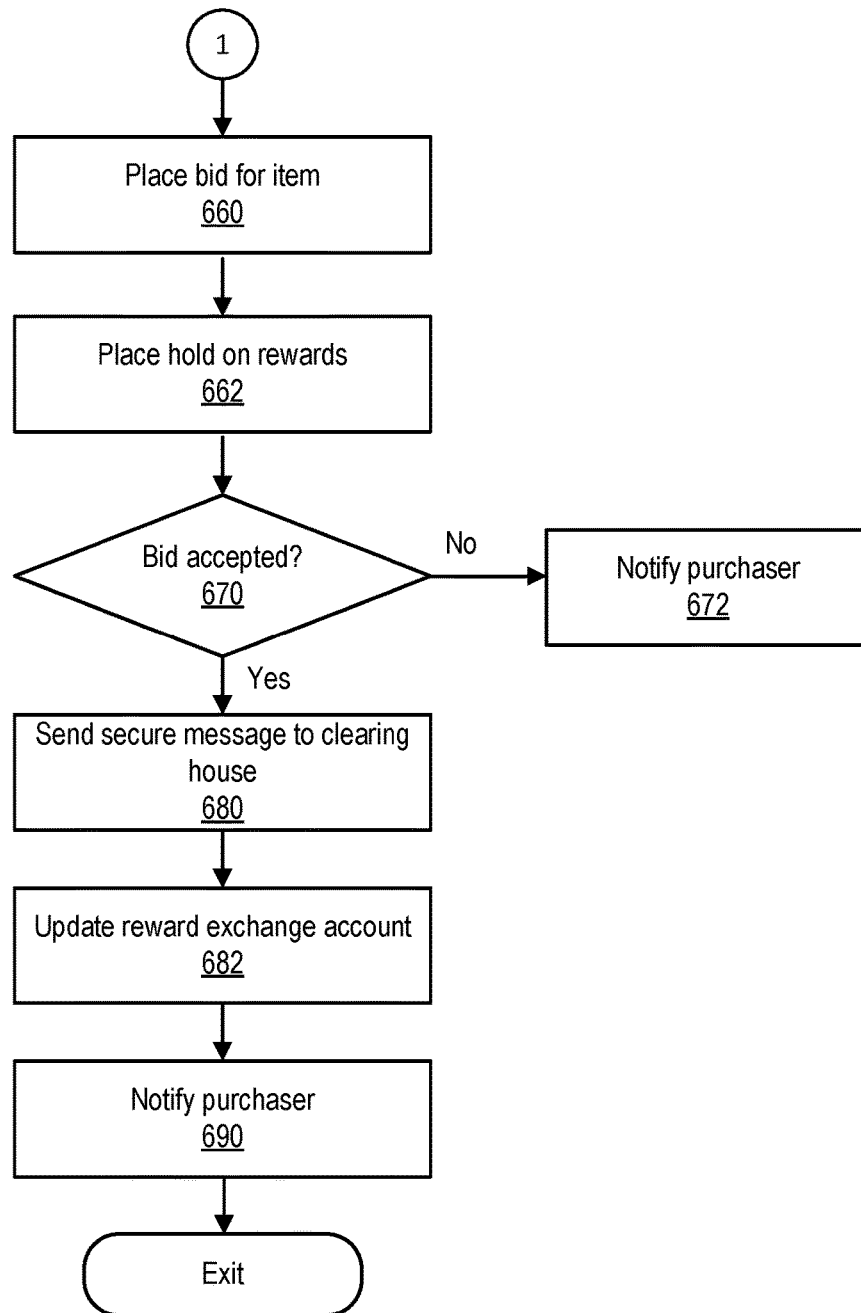 1
Place bid for item
660
Place hold on rewards
662
Bid accepted?
670
No
Notify purchaser
672
Yes
Send secure message to clearing
house
680
Update reward exchange account
682
Notify purchaser
690
Exit